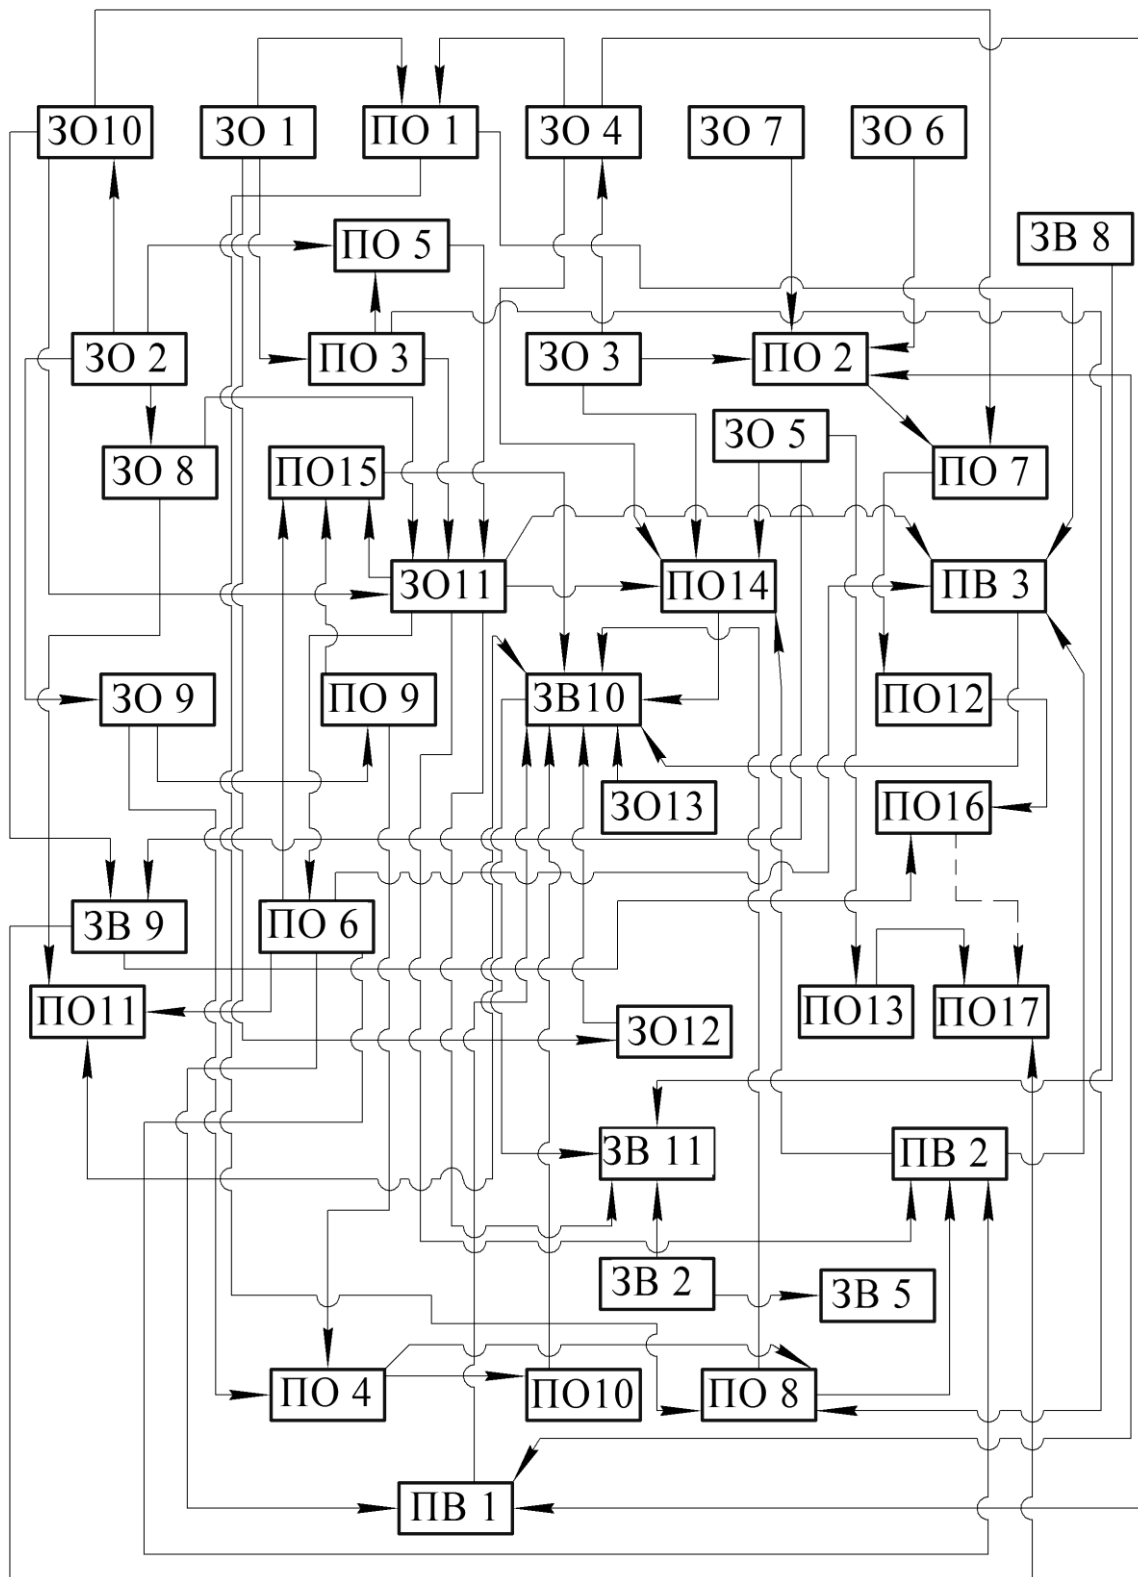 ЗО10 ЗО 1 ПО 1 ЗО 4 ЗО 7 ЗО 6
ПО 5 ЗВ 8
ЗО 2 ПО 3 ЗО 3 ПО 2
ЗО 5
ЗО 8 ПО15 ПО 7
ЗО11 ПО14 ПВ 3
ЗО 9 ПО 9 ЗВ10 ПО12
ЗО13 ПО16
ЗВ 9 ПО 6
ПО11 ЗО12 ПО13 ПО17
ЗВ 11 ПВ 2
ЗВ 2 ЗВ 5
ПО 4 ПО10 ПО 8
ПВ 1